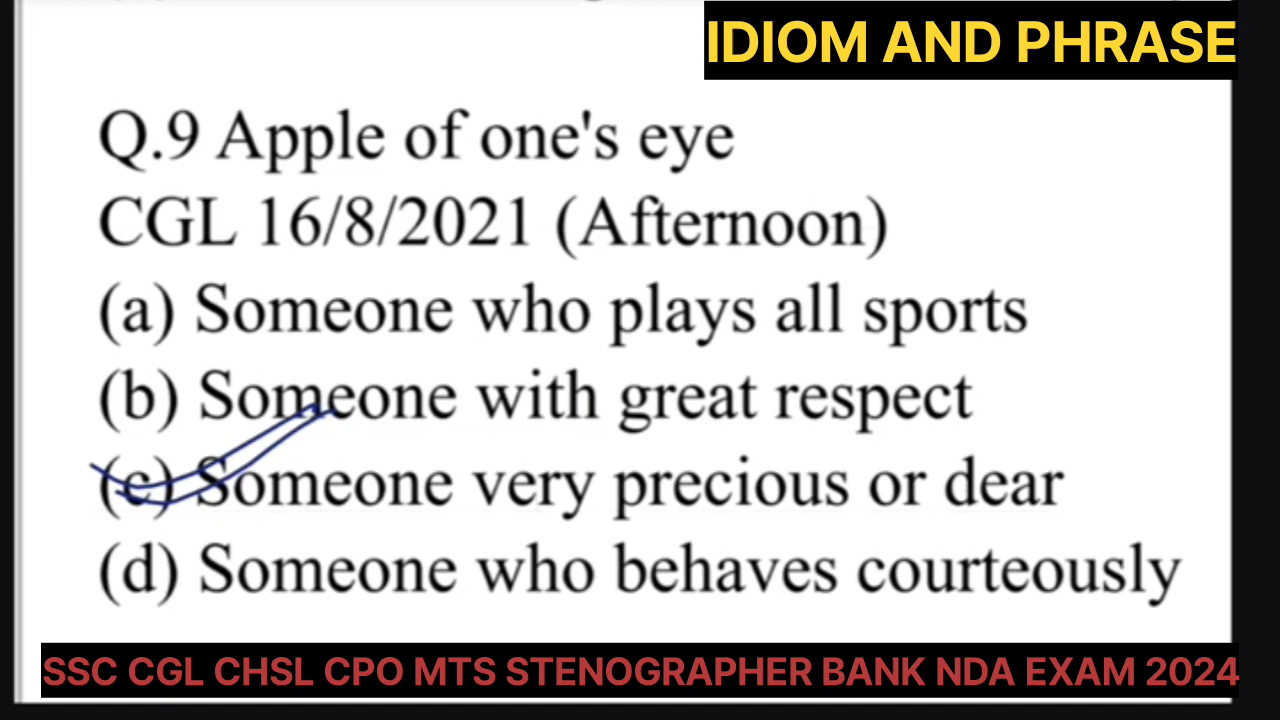 IDIOM AND PHRASE
Q.9 Apple of one's eye
CGL 16/8/2021 (Afternoon)
(a) Someone who plays all sports
(b) Someone with great respect
(c) Someone very precious or dear
(d) Someone who behaves courteously
SSC CGL CHSL CPO MTS STENOGRAPHER BANK NDA EXAM 2024